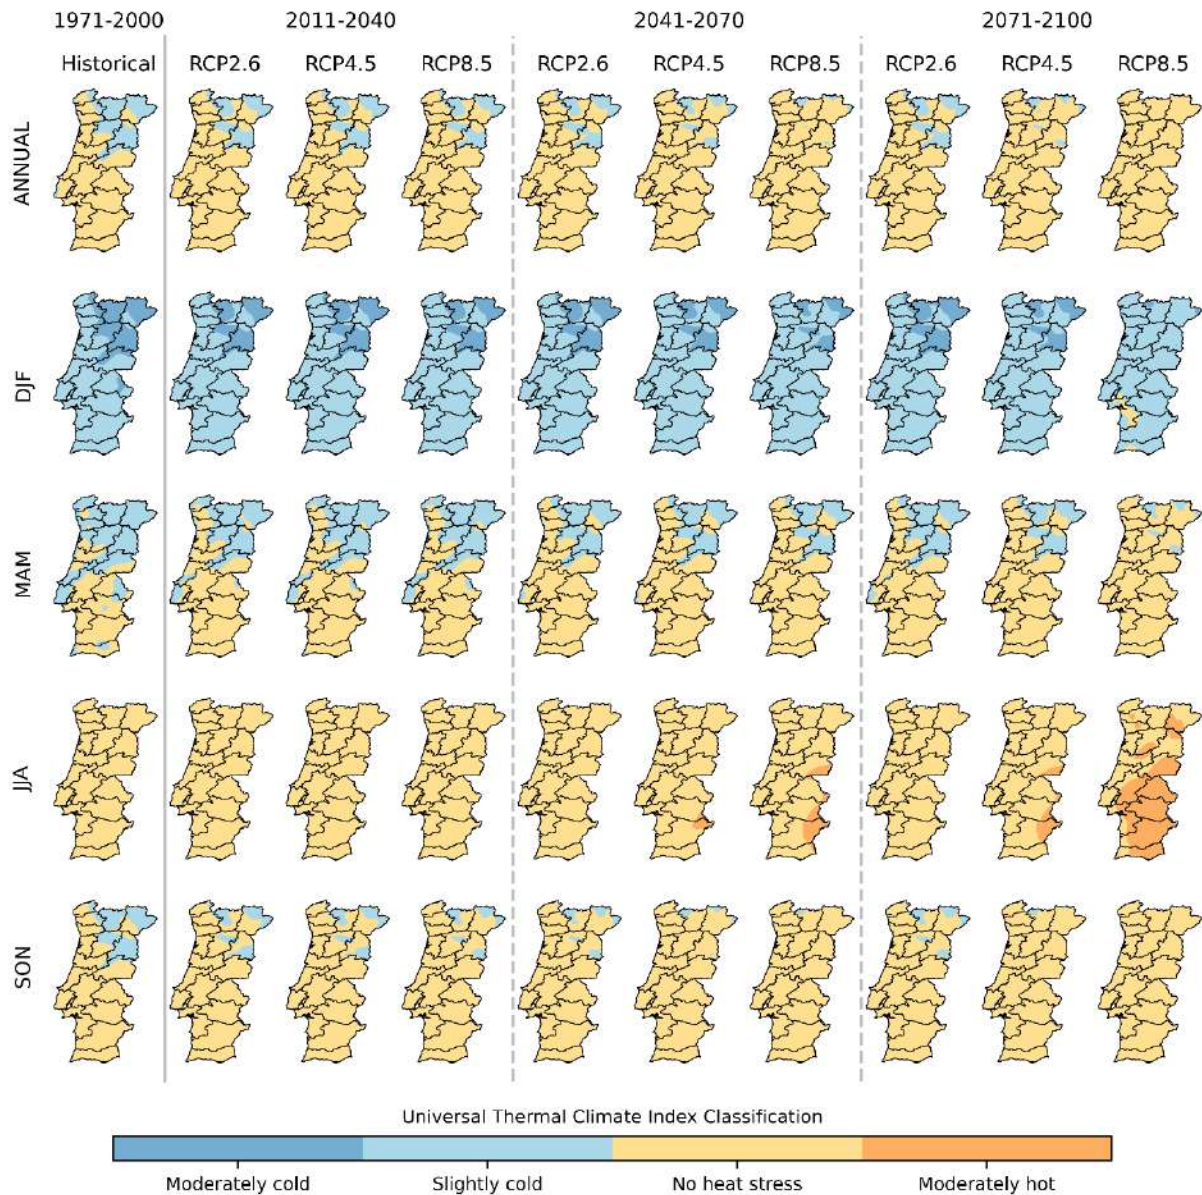 1971-2000 2011-2040 2041-2070 2071-2100
Historical RCP2.6 RCP4.5 RCP8.5 RCP2.6 RCP4.5 RCP8.5 RCP2.6 RCP4.5 RCP8.5
ANNUAL
DJF
MAM
JJA
SON
Universal Thermal Climate Index Classification
Moderately cold Slightly cold No heat stress Moderately hot